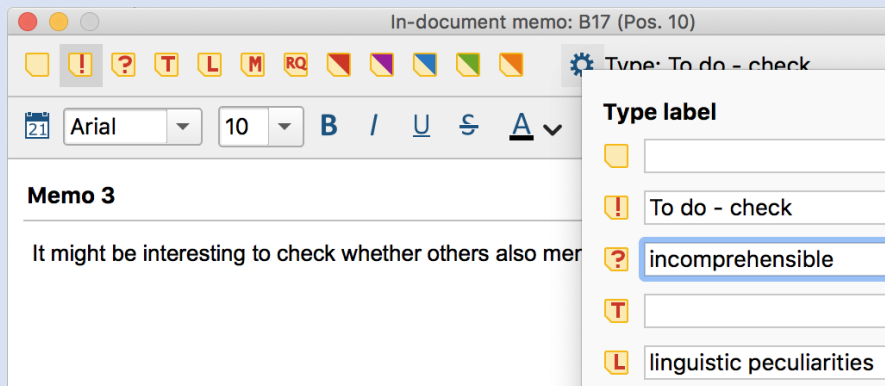 In-document memo: B17 (Pos. 10)
! ? T L M RQ Type: To do - check
21 Arial 10 B I U S A
Type label
Memo 3
! To do - check
It might be interesting to check whether others also
? incomprehensible
T
L linguistic peculiarities